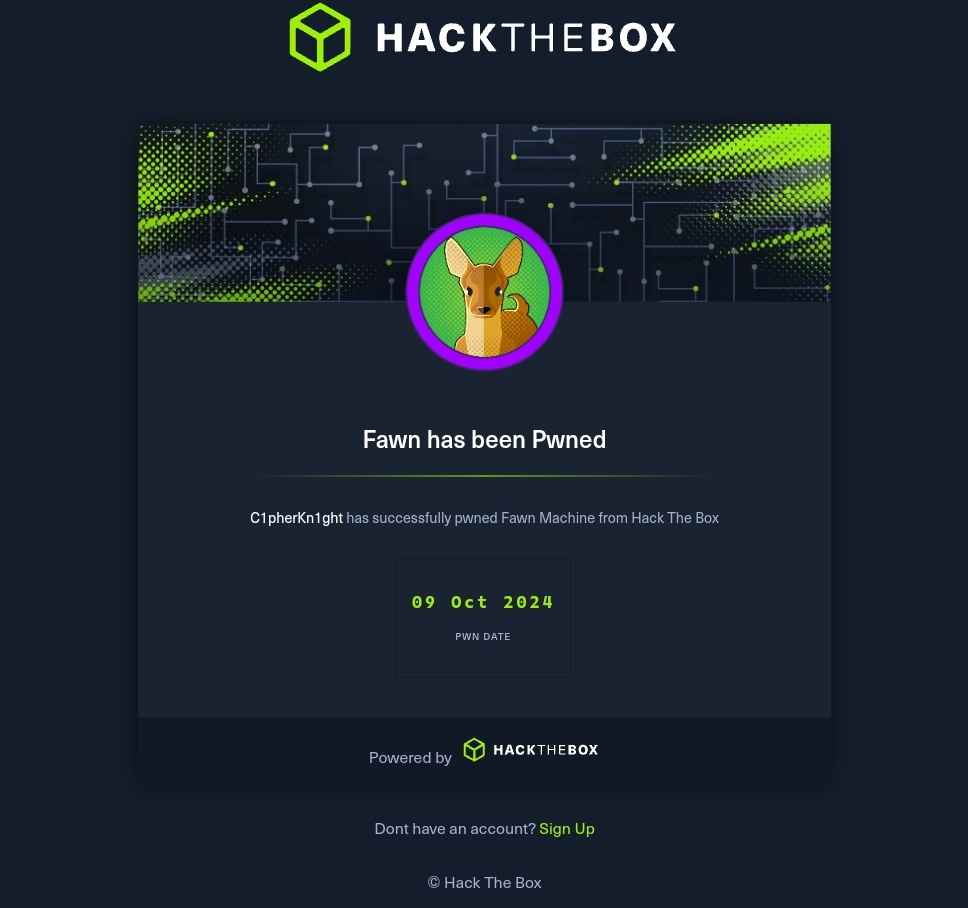 HACKTHEBOX
Fawn has been Pwned
C1pherKn1ght has successfully pwned Fawn Machine from Hack The Box
09 Oct 2024
PWN DATE
Powered by HACKTHEBOX
Dont have an account? Sign Up
© Hack The Box